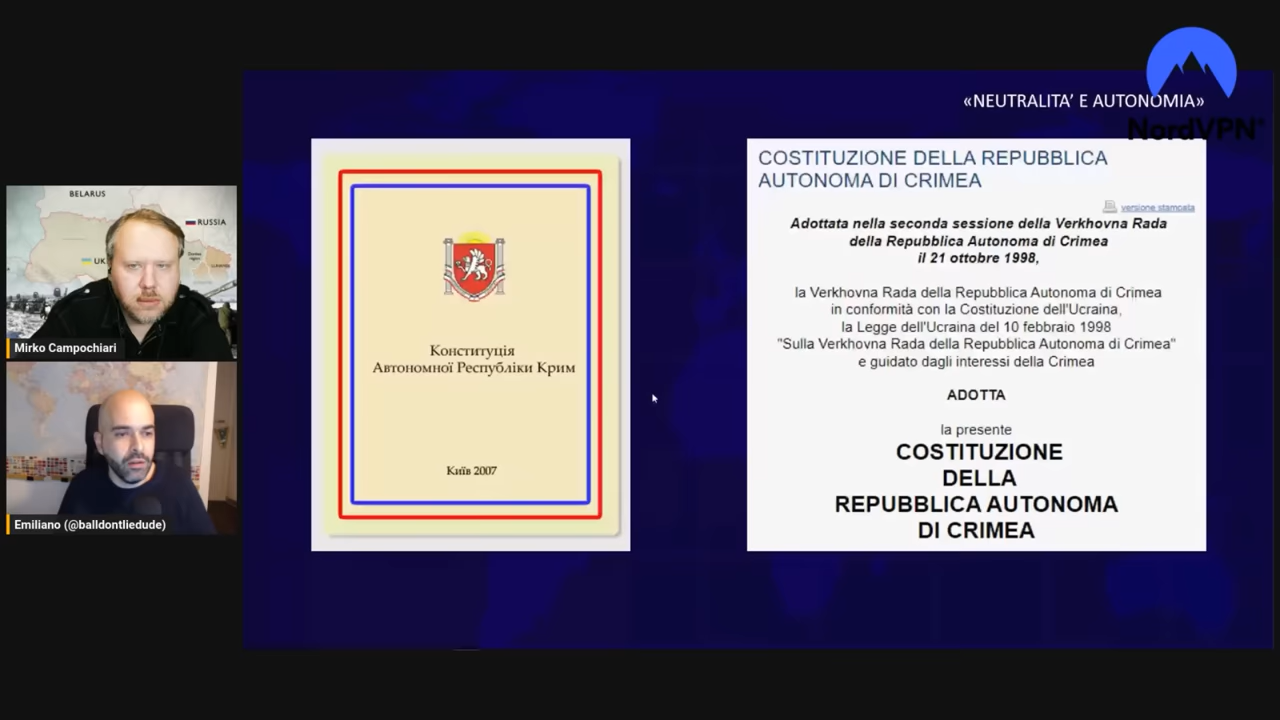 «NEUTRALITA' E AUTONOMIA»
NordVPN®
BELARUS
RUSSIA
UK
Mirko Campochiari
Emiliano (@balldontliedude)
Конституція
Автономної Республіки Крим
Київ 2007
COSTITUZIONE DELLA REPUBBLICA
AUTONOMA DI CRIMEA
versione stampata
Adottata nella seconda sessione della Verkhovna Rada
della Repubblica Autonoma di Crimea
il 21 ottobre 1998,
la Verkhovna Rada della Repubblica Autonoma di Crimea
in conformità con la Costituzione dell'Ucraina,
la Legge dell'Ucraina del 10 febbraio 1998
"Sulla Verkhovna Rada della Repubblica Autonoma di Crimea"
e guidato dagli interessi della Crimea
ADOTTA
la presente
COSTITUZIONE
DELLA
REPUBBLICA AUTONOMA
DI CRIMEA